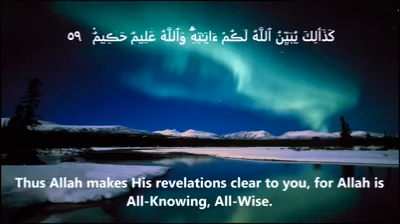 كَذَٰلِكَ يُبَيِّنُ ٱللَّهُ لَكُمْ ءَايَـٰتِهِۦ ۗ وَٱللَّهُ عَلِيمٌ حَكِيمٌ ٥٩
Thus Allah makes His revelations clear to you, for Allah is
All-Knowing, All-Wise.